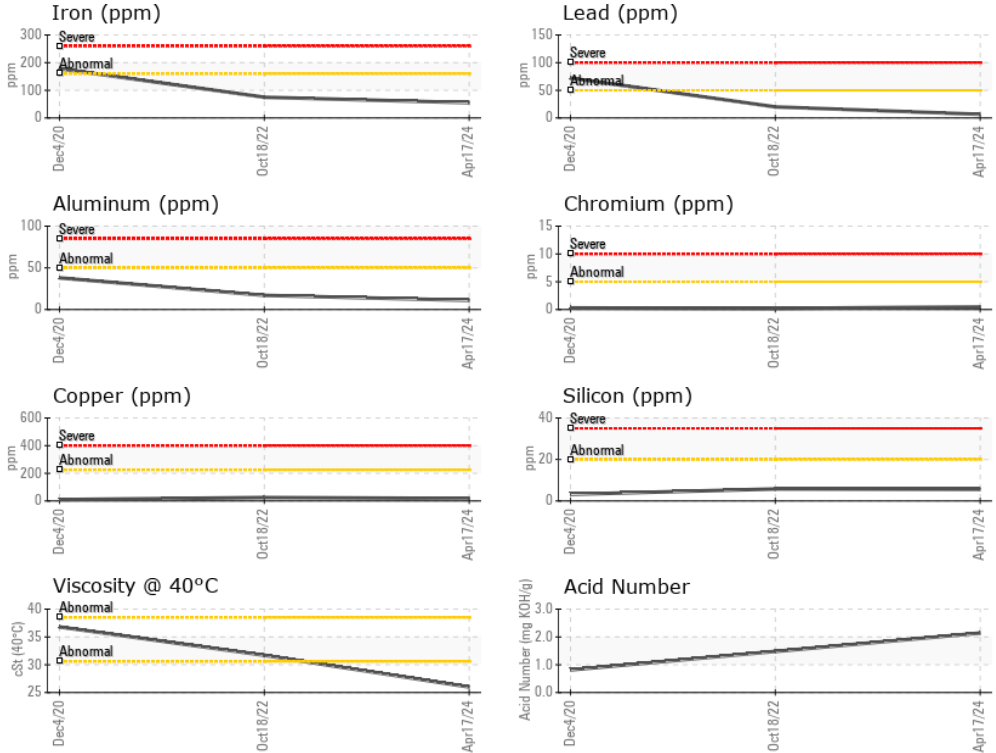 Iron (ppm)
300
200
100
0
ppm
Severe
Abnormal
Dec4/20
Oct18/22
Apr17/24
Lead (ppm)
150
100
50
0
ppm
Severe
Abnormal
Dec4/20
Oct18/22
Apr17/24
Aluminum (ppm)
100
50
0
ppm
Severe
Abnormal
Dec4/20
Oct18/22
Apr17/24
Chromium (ppm)
15
10
5
0
ppm
Severe
Abnormal
Dec4/20
Oct18/22
Apr17/24
Copper (ppm)
600
400
200
0
ppm
Severe
Abnormal
Dec4/20
Oct18/22
Apr17/24
Silicon (ppm)
40
20
0
ppm
Severe
Abnormal
Dec4/20
Oct18/22
Apr17/24
Viscosity @ 40°C
40
35
30
25
cSt (40°C)
Abnormal
Abnormal
Dec4/20
Oct18/22
Apr17/24
Acid Number
3.0
2.0
1.0
0.0
Acid Number (mg KOH/g)
Dec4/20
Oct18/22
Apr17/24